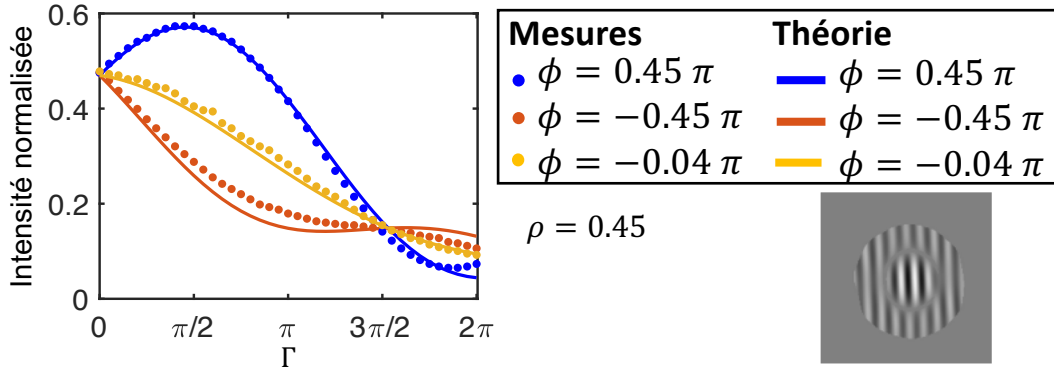 Intensité normalisée
0.6
0.4
0.2
0
0
π/2
π
3π/2
2π
Γ
Mesures
Théorie
ϕ = 0.45 π
ϕ = 0.45 π
ϕ = −0.45 π
ϕ = −0.45 π
ϕ = −0.04 π
ϕ = −0.04 π
ρ = 0.45